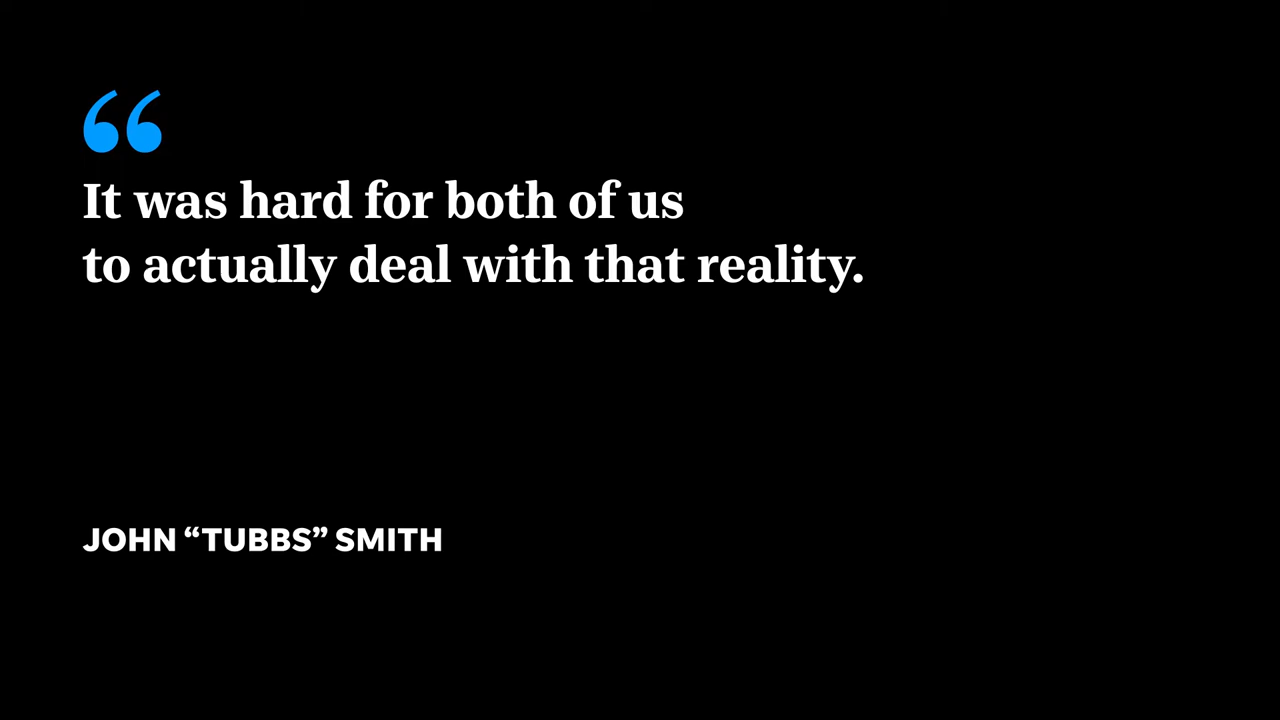 “
It was hard for both of us
to actually deal with that reality.
JOHN “TUBBS” SMITH